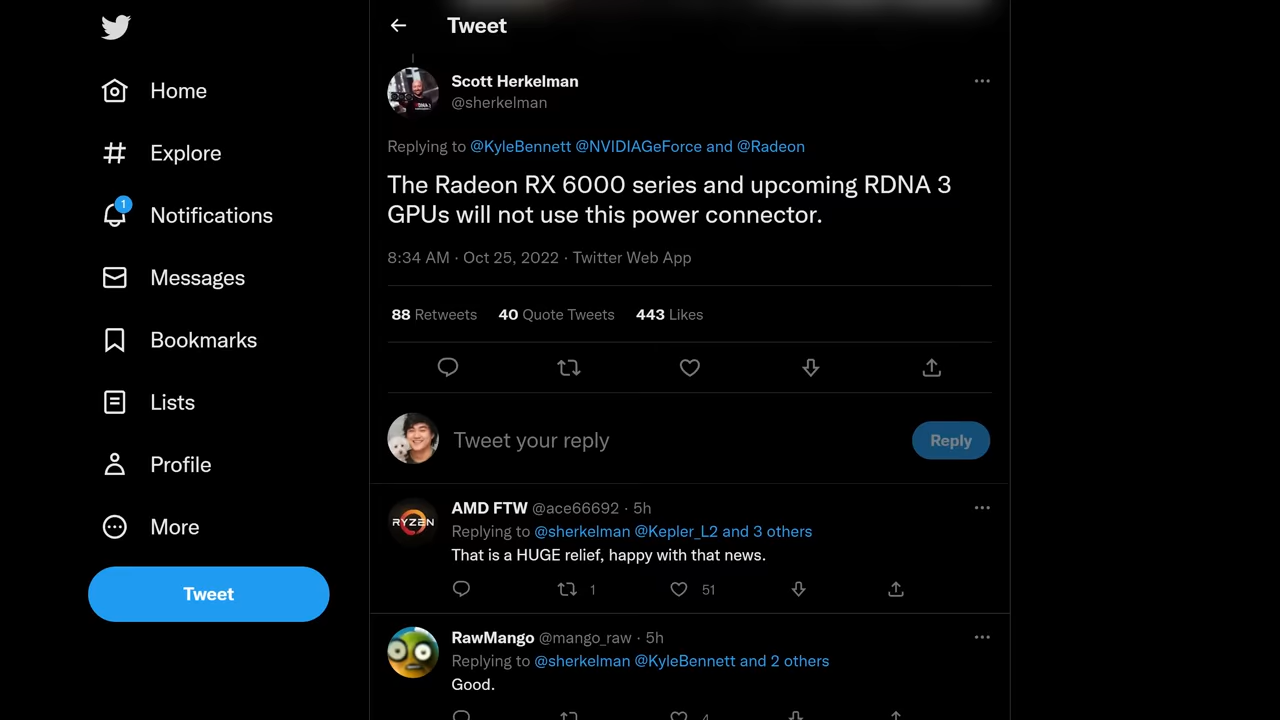 Tweet
Home
Explore
1
Notifications
Messages
Bookmarks
Lists
Profile
More
Tweet
Scott Herkelman
@sherkelman
Replying to @KyleBennett @NVIDIAGeForce and @Radeon
The Radeon RX 6000 series and upcoming RDNA 3
GPUs will not use this power connector.
8:34 AM · Oct 25, 2022 · Twitter Web App
88 Retweets 40 Quote Tweets 443 Likes
Tweet your reply
Reply
RYZEN
AMD FTW @ace66692 · 5h
Replying to @sherkelman @Kepler_L2 and 3 others
That is a HUGE relief, happy with that news.
1 51
RawMango @mango_raw · 5h
Replying to @sherkelman @KyleBennett and 2 others
Good.
4